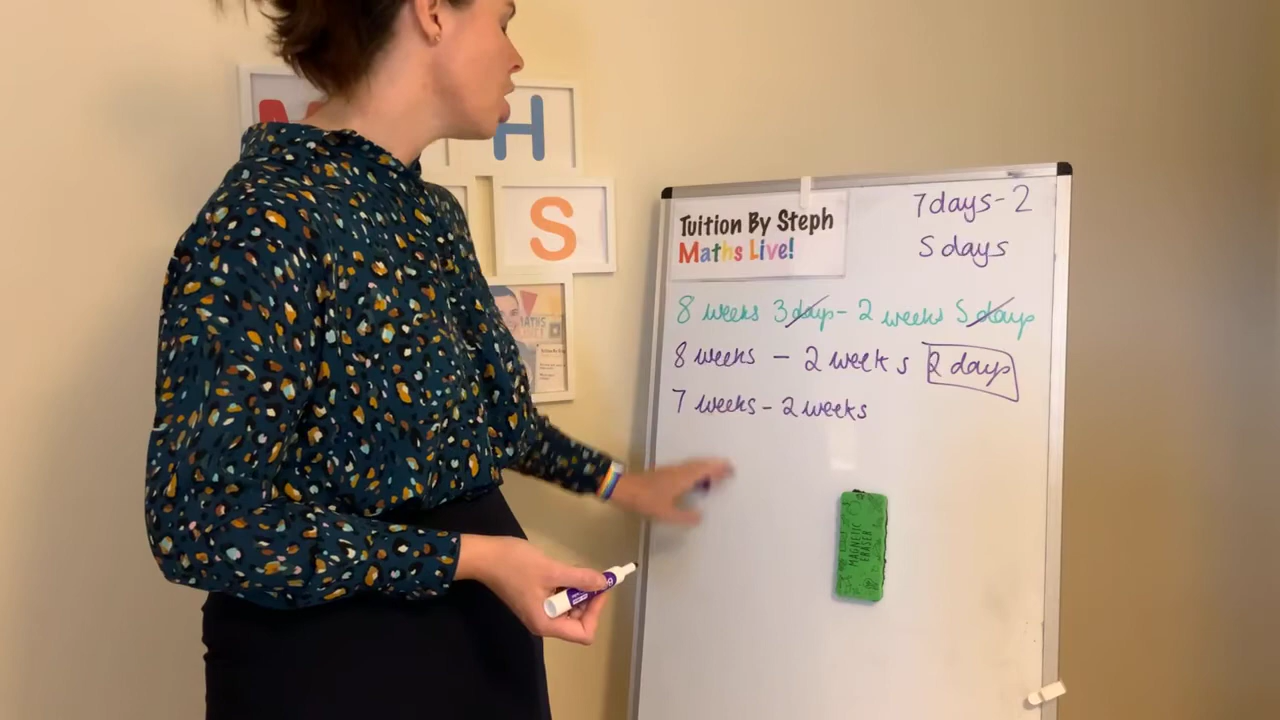 H
S
Tuition By Steph
Maths Live!
7days-2
5 days
8 weeks 3 days - 2 weeks 5 days
8 weeks - 2 weeks 2 days
7 weeks - 2 weeks
MAGNETIC
ERASER